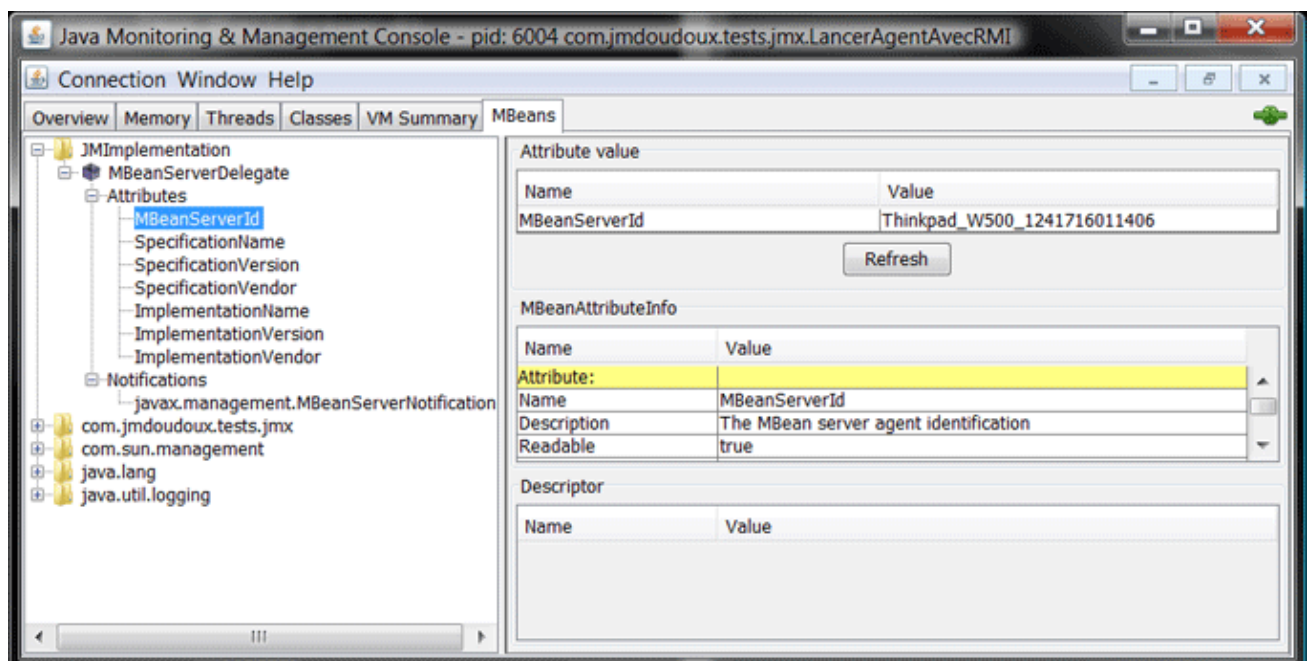 Java Monitoring & Management Console - pid: 6004 com.jmdoudoux.tests.jmx.LancerAgentAvecRMI
Connection Window Help
Overview Memory Threads Classes VM Summary MBeans
JMImplementation
MBeanServerDelegate
Attributes
MBeanServerId
SpecificationName
SpecificationVersion
SpecificationVendor
ImplementationName
ImplementationVersion
ImplementationVendor
Notifications
javax.management.MBeanServerNotification
com.jmdoudoux.tests.jmx
com.sun.management
java.lang
java.util.logging
Attribute value
Name Value
MBeanServerId Thinkpad_W500_1241716011406
Refresh
MBeanAttributeInfo
Name Value
Attribute:
Name MBeanServerId
Description The MBean server agent identification
Readable true
Descriptor
Name Value